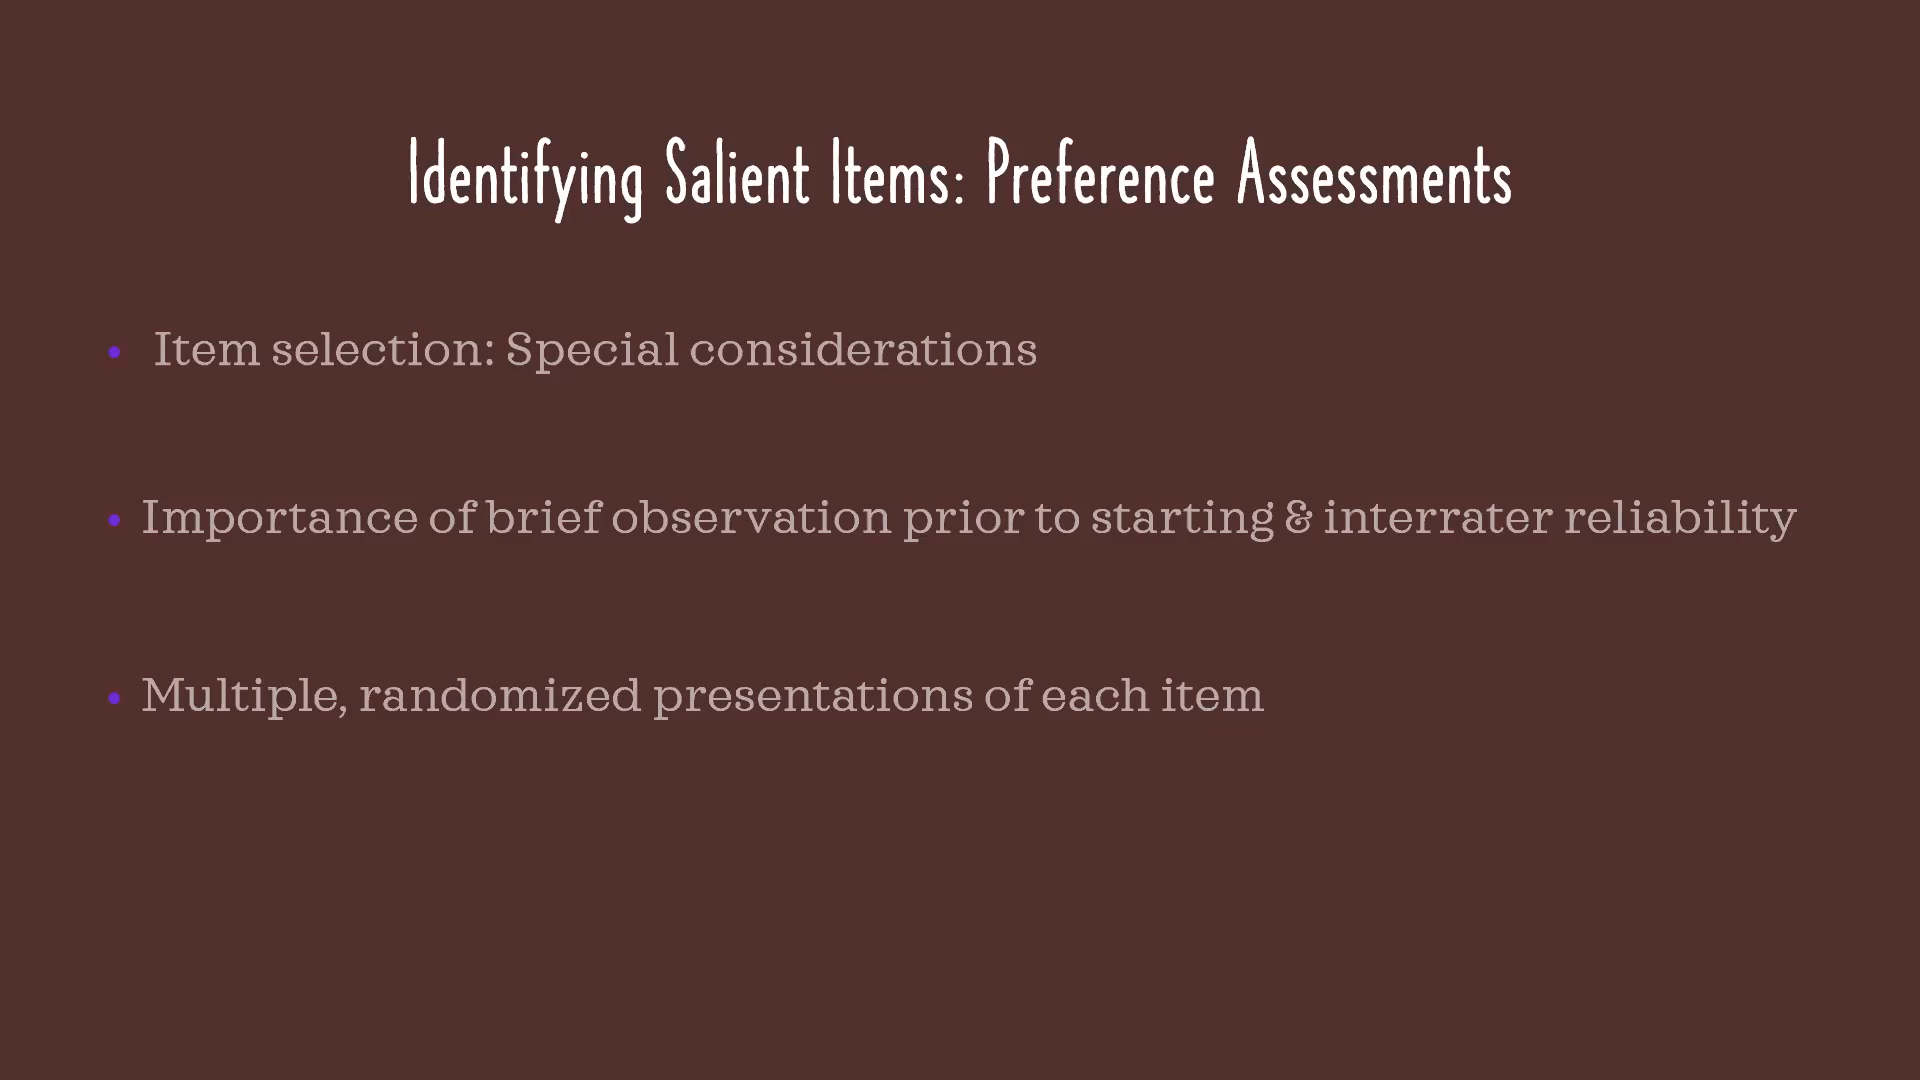 Identifying Salient Items: Preference Assessments
• Item selection: Special considerations
• Importance of brief observation prior to starting & interrater reliability
• Multiple, randomized presentations of each item